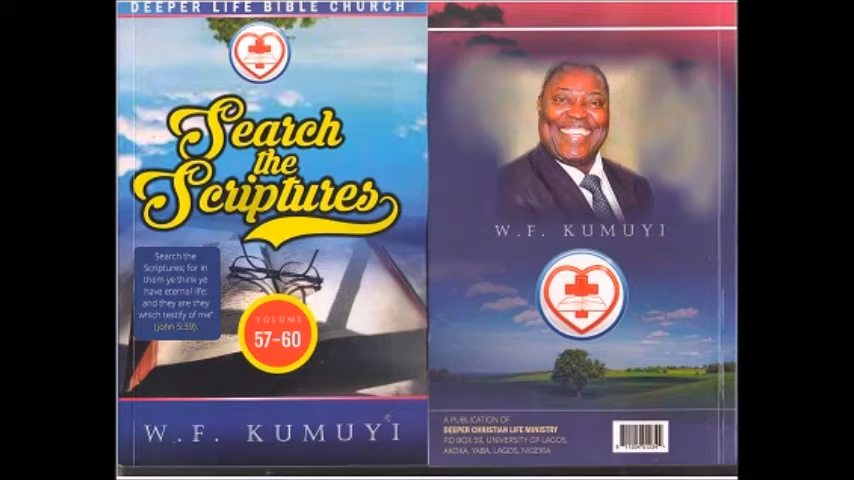 DEEPER LIFE BIBLE CHURCH
Search
the
Scriptures
Search the
Scriptures; for in
them ye think ye
have eternal life:
and they are they
which testify of me"
(John 5:39).
VOLUME
57-60
W.F. KUMUYI
W.F. KUMUYI
A PUBLICATION OF
DEEPER CHRISTIAN LIFE MINISTRY
P.O BOX 59, UNIVERSITY OF LAGOS,
AKOKA, YABA, LAGOS, NIGERIA